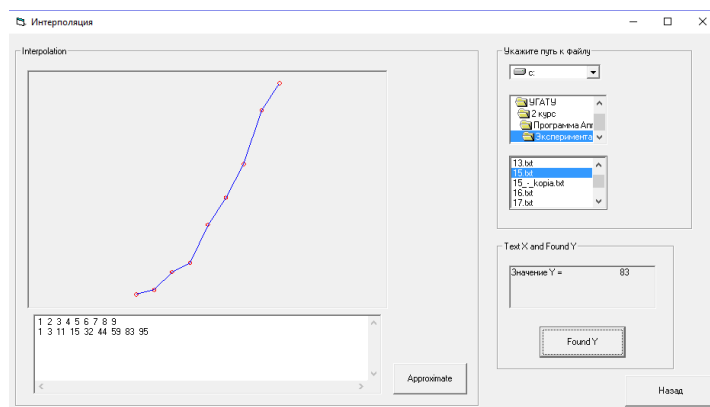 Интерполяция
Interpolation
1 2 3 4 5 6 7 8 9
1 3 11 15 32 44 59 83 95
Approximate
Укажите путь к файлу
c:
УГАТУ
2 курс
Программа Апп
Эксперимента
13.txt
15.txt
15_-_kopia.txt
16.txt
17.txt
Text X and Found Y
Значение Y = 83
Found Y
Назад